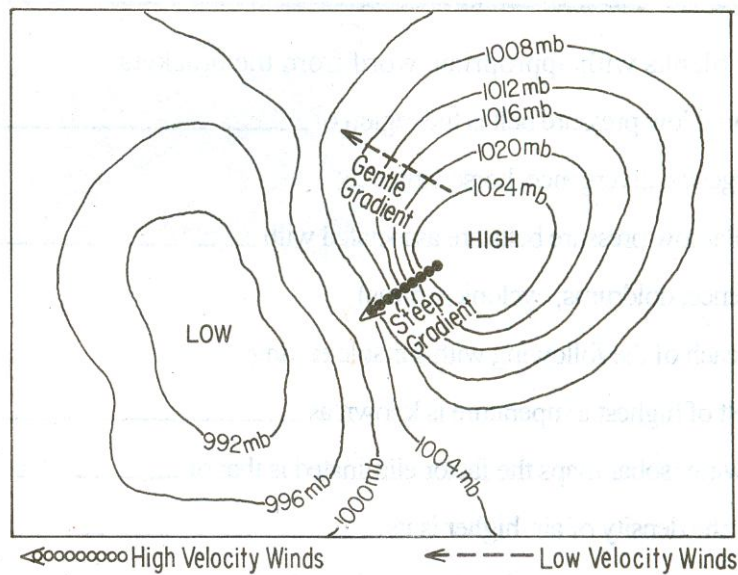 1008mb
1012mb
1016mb
1020mb
1024mb
Gentle
Gradient
HIGH
Steep
Gradient
LOW
992mb
996mb
1000mb
1004mb
High Velocity Winds
Low Velocity Winds